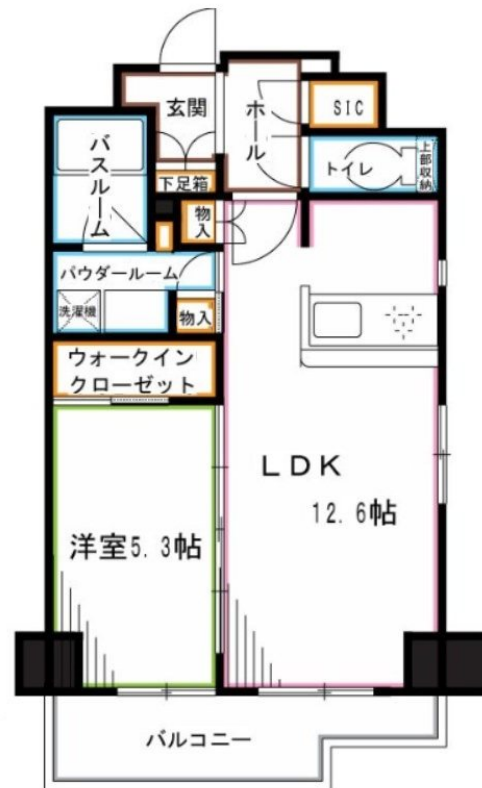 玄関
ホール
SIC
バスルーム
下足箱
トイレ
上部収納
物入
パウダールーム
洗濯機
物入
ウォークイン
クローゼット
LDK
12.6帖
洋室5.3帖
バルコニー